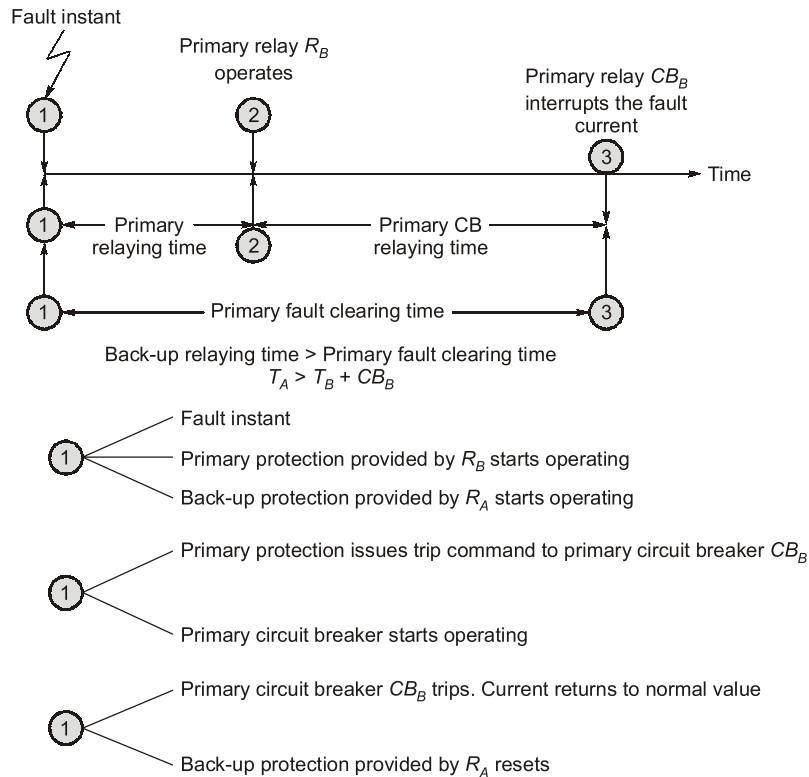 Fault instant
Primary relay R_B
operates
Primary relay CB_B
interrupts the fault
current
1
2
3
Time
1
Primary
relaying time
2
Primary CB
relaying time
1
Primary fault clearing time
3
Back-up relaying time > Primary fault clearing time
T_A > T_B + CB_B
Fault instant
1
Primary protection provided by R_B starts operating
Back-up protection provided by R_A starts operating
Primary protection issues trip command to primary circuit breaker CB_B
1
Primary circuit breaker starts operating
Primary circuit breaker CB_B trips. Current returns to normal value
1
Back-up protection provided by R_A resets